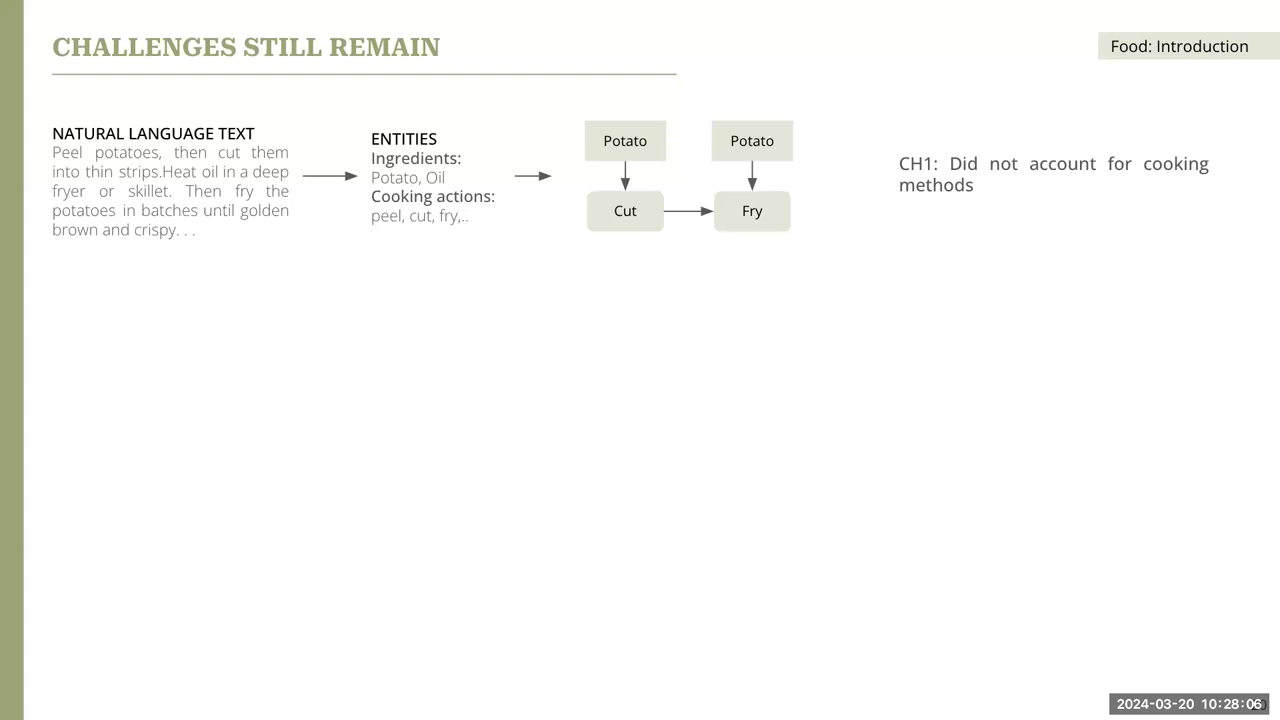 CHALLENGES STILL REMAIN
Food: Introduction
NATURAL LANGUAGE TEXT
Peel potatoes, then cut them
into thin strips.Heat oil in a deep
fryer or skillet. Then fry the
potatoes in batches until golden
brown and crispy. . .
ENTITIES
Ingredients:
Potato, Oil
Cooking actions:
peel, cut, fry,..
Potato
Potato
Cut
Fry
CH1: Did not account for cooking
methods
2024-03-20 10:28:06